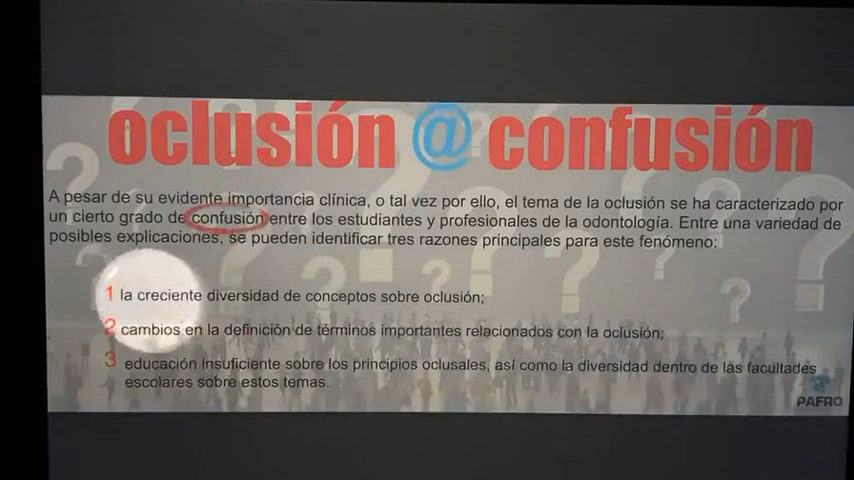 oclusión @ confusión
A pesar de su evidente importancia clínica, o tal vez por ello, el tema de la oclusión se ha caracterizado por
un cierto grado de confusión entre los estudiantes y profesionales de la odontología. Entre una variedad de
posibles explicaciones, se pueden identificar tres razones principales para este fenómeno:
1 la creciente diversidad de conceptos sobre oclusión;
2 cambios en la definición de términos importantes relacionados con la oclusión;
3 educación insuficiente sobre los principios oclusales, así como la diversidad dentro de las facultades
escolares sobre estos temas.
PAFRO